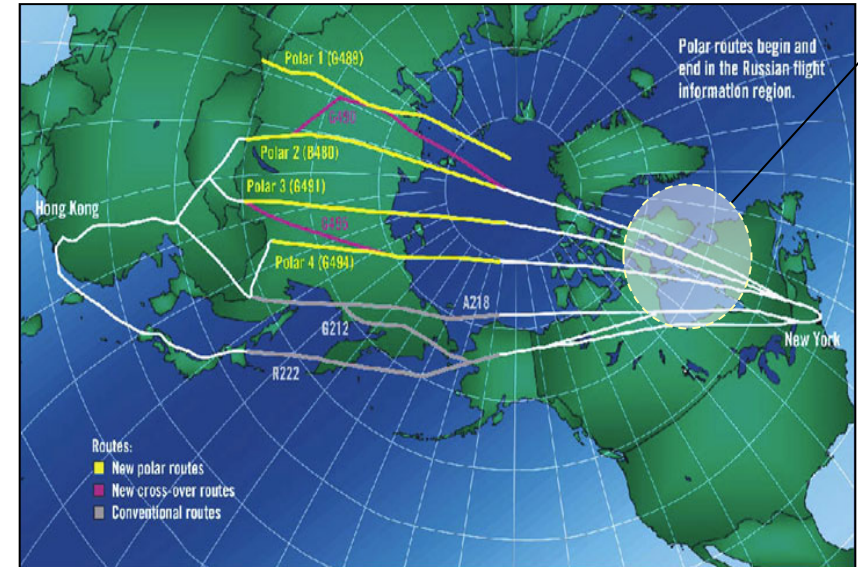 Polar 1 (G489)
Polar routes begin and
end in the Russian flight
information region.
G490
Polar 2 (B480)
Polar 3 (G491)
Hong Kong
Polar 4 (G494)
A218
G212
New York
R222
Routes:
New polar routes
New cross-over routes
Conventional routes